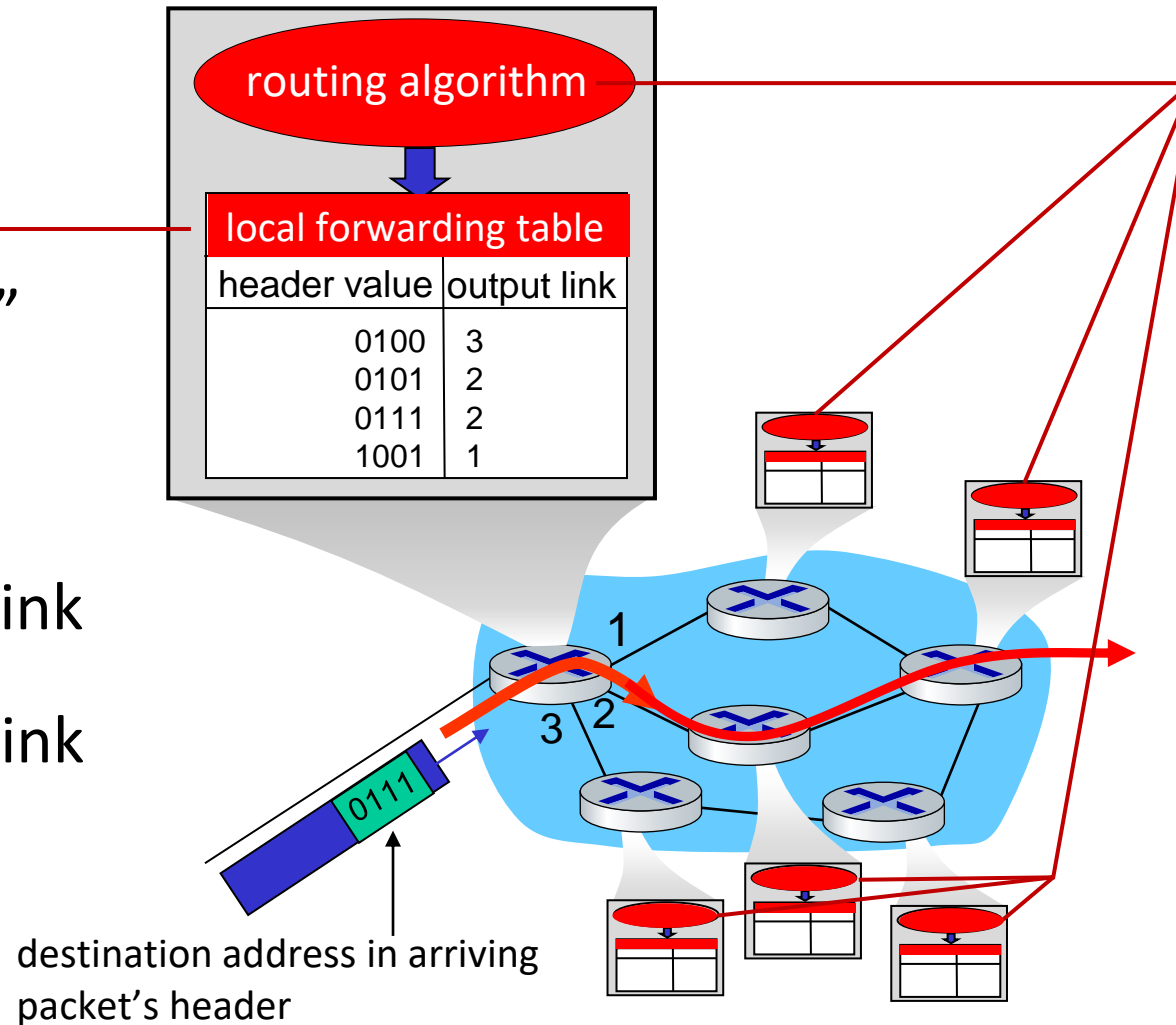 routing algorithm
local forwarding table
header value output link
”
0100 3
0101 2
0111 2
1001 1
ink
ink
1
2
3
0111
destination address in arriving
packet’s header